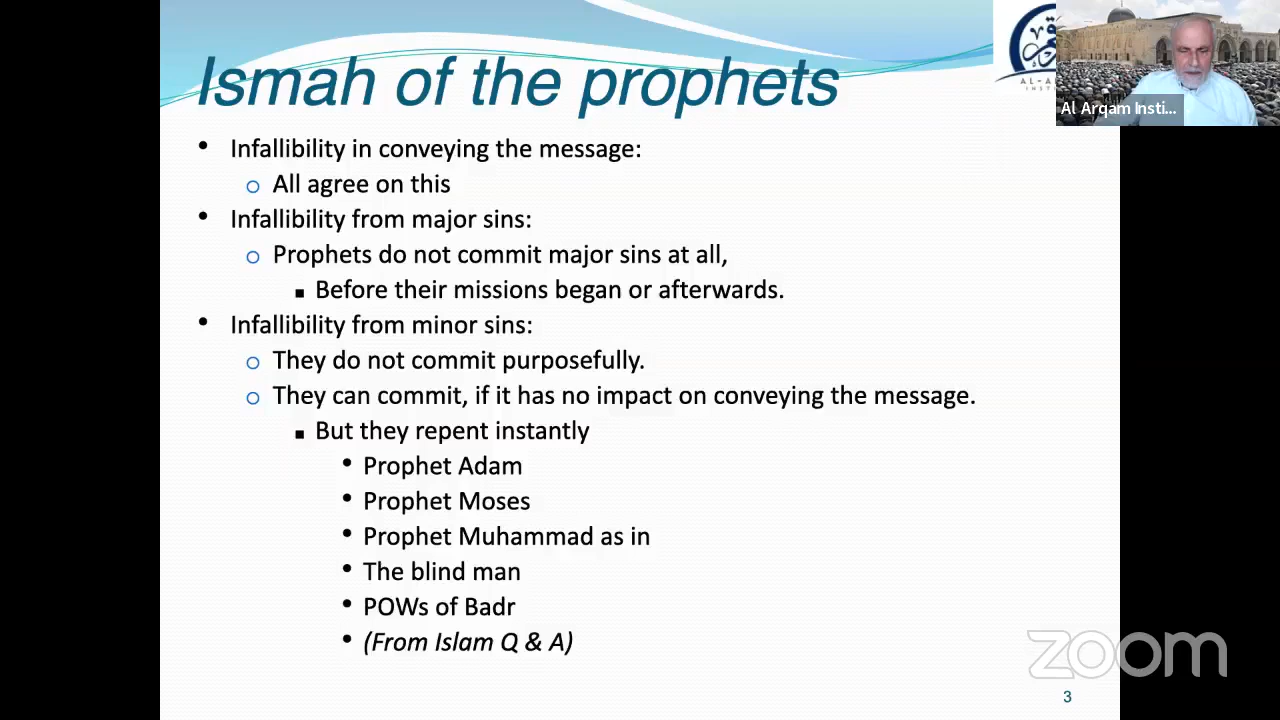 Ismah of the prophets
• Infallibility in conveying the message:
o All agree on this
• Infallibility from major sins:
o Prophets do not commit major sins at all,
▪ Before their missions began or afterwards.
• Infallibility from minor sins:
o They do not commit purposefully.
o They can commit, if it has no impact on conveying the message.
▪ But they repent instantly
• Prophet Adam
• Prophet Moses
• Prophet Muhammad as in
• The blind man
• POWs of Badr
• (From Islam Q & A)
3
Al Arqam Insti...
zoom